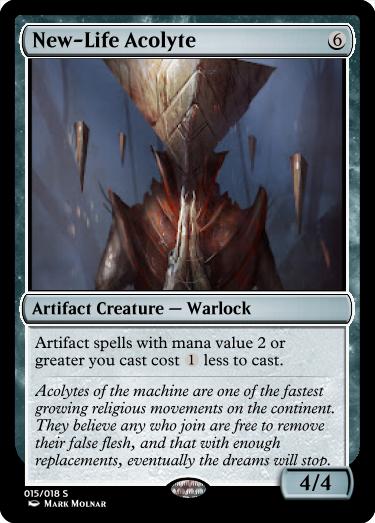 New-Life Acolyte
6
Artifact Creature — Warlock
Artifact spells with mana value 2 or
greater you cast cost 1 less to cast.
Acolytes of the machine are one of the fastest
growing religious movements on the continent.
They believe any who join are free to remove
their false flesh, and that with enough
replacements, eventually the dreams will stop.
4/4
015/018 S
Mark Molnar